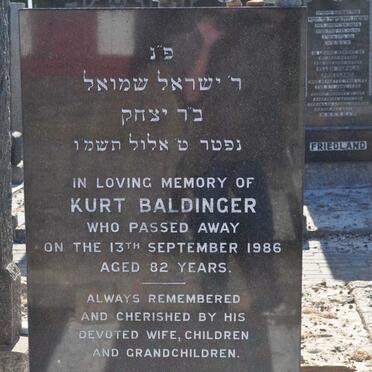 פ״נ
ר׳ ישראל שמואל
ב״ר יצחק
נפטר ט׳ אלול תשמ״ו
IN LOVING MEMORY OF
KURT BALDINGER
WHO PASSED AWAY
ON THE 13TH SEPTEMBER 1986
AGED 82 YEARS.
ALWAYS REMEMBERED
AND CHERISHED BY HIS
DEVOTED WIFE, CHILDREN
AND GRANDCHILDREN.
FRIEDLAND